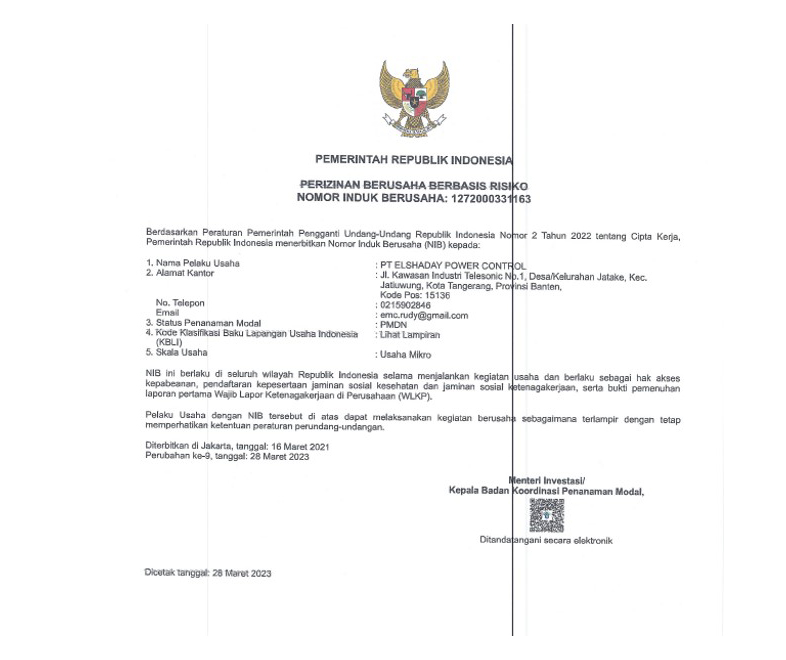 PEMERINTAH REPUBLIK INDONESIA
PERIZINAN BERUSAHA BERBASIS RISIKO
NOMOR INDUK BERUSAHA: 1272000331163
Berdasarkan Peraturan Pemerintah Pengganti Undang-Undang Republik Indonesia Nomor 2 Tahun 2022 tentang Cipta Kerja,
Pemerintah Republik Indonesia menerbitkan Nomor Induk Berusaha (NIB) kepada:
1. Nama Pelaku Usaha : PT ELSHADAY POWER CONTROL
2. Alamat Kantor : Jl. Kawasan Industri Telesonic No.1, Desa/Kelurahan Jatake, Kec.
Jatiuwung, Kota Tangerang, Provinsi Banten,
Kode Pos: 15136
No. Telepon : 0215902846
Email : emc.rudy@gmail.com
3. Status Penanaman Modal : PMDN
4. Kode Klasifikasi Baku Lapangan Usaha Indonesia : Lihat Lampiran
(KBLI)
5. Skala Usaha : Usaha Mikro
NIB ini berlaku di seluruh wilayah Republik Indonesia selama menjalankan kegiatan usaha dan berlaku sebagai hak akses
kepabeanan, pendaftaran kepesertaan jaminan sosial kesehatan dan jaminan sosial ketenagakerjaan, serta bukti pemenuhan
laporan pertama Wajib Lapor Ketenagakerjaan di Perusahaan (WLKP).
Pelaku Usaha dengan NIB tersebut di atas dapat melaksanakan kegiatan berusaha sebagaimana terlampir dengan tetap
memperhatikan ketentuan peraturan perundang-undangan.
Diterbitkan di Jakarta, tanggal: 16 Maret 2021
Perubahan ke-9, tanggal: 28 Maret 2023
Menteri Investasi/
Kepala Badan Koordinasi Penanaman Modal,
Ditandatangani secara elektronik
Dicetak tanggal: 28 Maret 2023